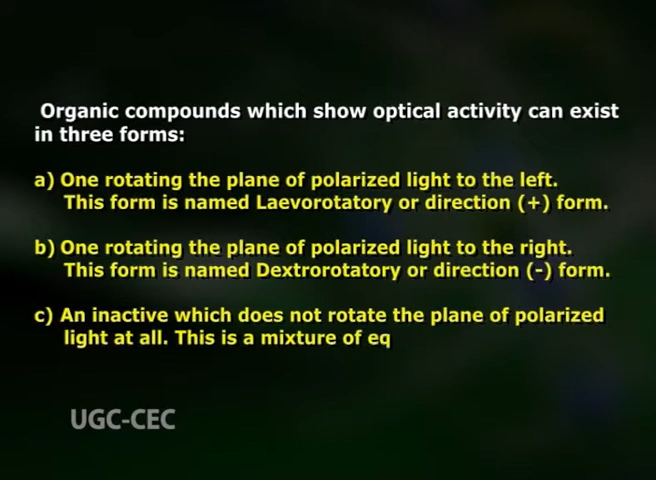 Organic compounds which show optical activity can exist
in three forms:
a) One rotating the plane of polarized light to the left.
This form is named Laevorotatory or direction (+) form.
b) One rotating the plane of polarized light to the right.
This form is named Dextrorotatory or direction (-) form.
c) An inactive which does not rotate the plane of polarized
light at all. This is a mixture of eq
UGC-CEC